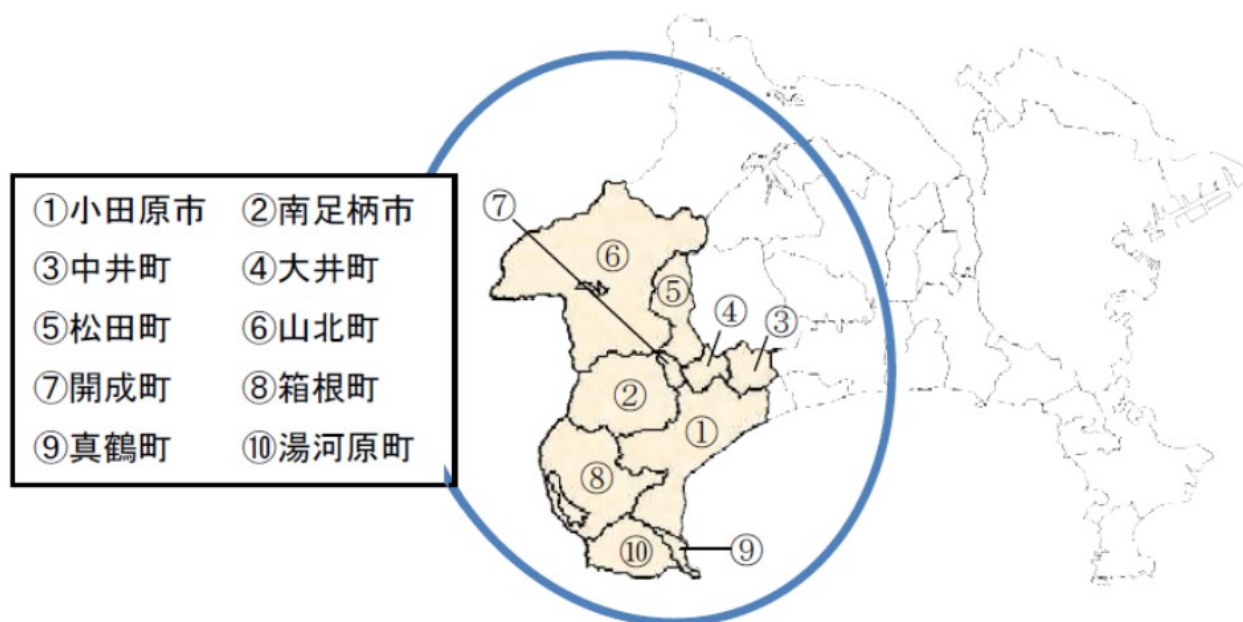 ①小田原市 ②南足柄市
③中井町 ④大井町
⑤松田町 ⑥山北町
⑦開成町 ⑧箱根町
⑨真鶴町 ⑩湯河原町
⑦
⑥
⑤
④
③
②
①
⑧
⑩
⑨